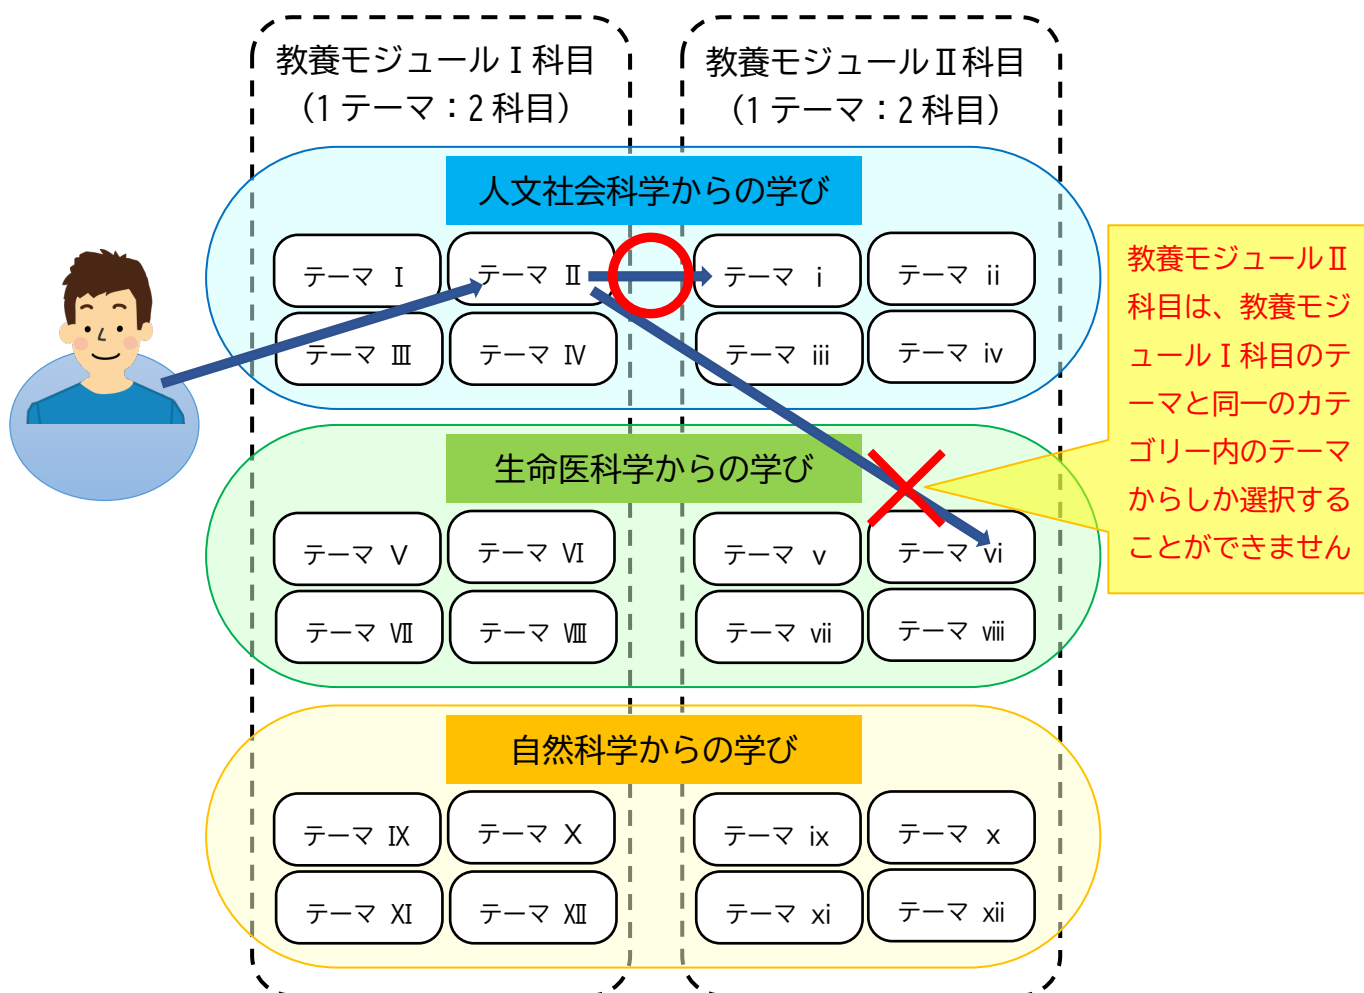 教養モジュールⅠ科目
（1テーマ：2科目）
教養モジュールⅡ科目
（1テーマ：2科目）
人文社会科学からの学び
テーマ Ⅰ
テーマ Ⅱ
テーマ ⅰ
テーマ ⅱ
テーマ Ⅲ
テーマ Ⅳ
テーマ ⅲ
テーマ ⅳ
教養モジュールⅡ
科目は、教養モジ
ュールⅠ科目のテ
ーマと同一のカテ
ゴリー内のテーマ
からしか選択する
ことができません
生命医科学からの学び
テーマ Ⅴ
テーマ Ⅵ
テーマ ⅴ
テーマ ⅵ
テーマ Ⅶ
テーマ Ⅷ
テーマ ⅶ
テーマ ⅷ
自然科学からの学び
テーマ Ⅸ
テーマ Ⅹ
テーマ ⅸ
テーマ ⅹ
テーマ Ⅺ
テーマ Ⅻ
テーマ ⅺ
テーマ ⅻ